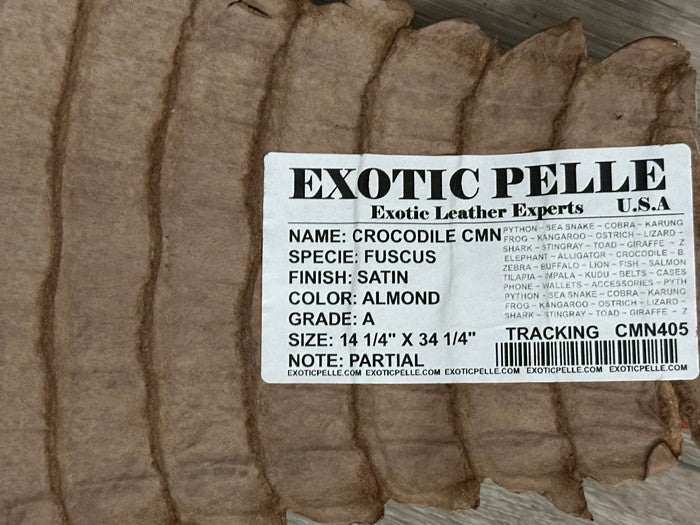 EXOTIC PELLE
Exotic Leather Experts U.S.A
NAME: CROCODILE CMN
SPECIE: FUSCUS
FINISH: SATIN
COLOR: ALMOND
GRADE: A
SIZE: 14 1/4" X 34 1/4"
NOTE: PARTIAL
PYTHON ~ SEA SNAKE ~ COBRA ~ KARUNG
FROG ~ KANGAROO ~ OSTRICH ~ LIZARD ~
SHARK ~ STINGRAY ~ TOAD ~ GIRAFFE ~ Z
ELEPHANT ~ ALLIGATOR ~ CROCODILE ~ B
ZEBRA ~ BUFFALO ~ LION ~ FISH ~ SALMON
TILAPIA ~ IMPALA ~ KUDU ~ BELTS ~ CASES
PHONE ~ WALLETS ~ ACCESSORIES ~ PYTH
PYTHON ~ SEA SNAKE ~ COBRA ~ KARUNG
FROG ~ KANGAROO ~ OSTRICH ~ LIZARD ~
SHARK ~ STINGRAY ~ TOAD ~ GIRAFFE ~ Z
TRACKING CMN405
EXOTICPELLE.COM EXOTICPELLE.COM EXOTICPELLE.COM EXOTICPELLE.COM EXOTICPELLE.COM